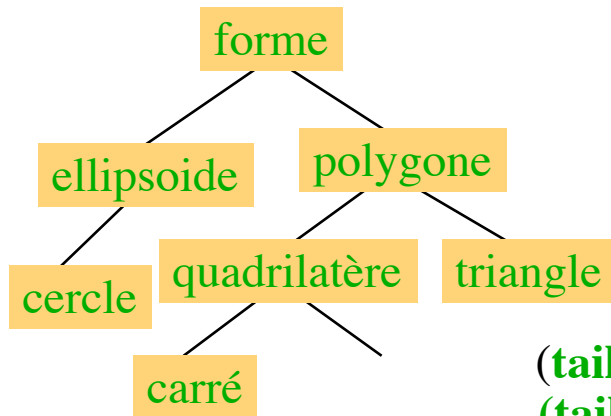 forme
ellipsoide
polygone
cercle
quadrilatère
triangle
carré